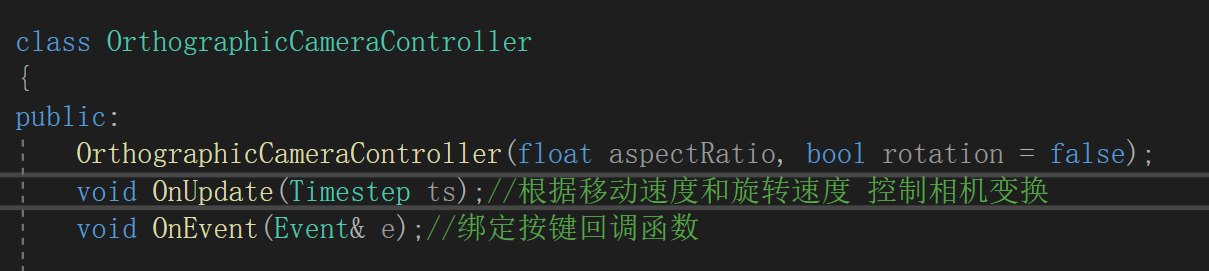 class OrthographicCameraController
{
public:
OrthographicCameraController(float aspectRatio, bool rotation = false);
void OnUpdate(Timestep ts);//根据移动速度和旋转速度 控制相机变换
void OnEvent(Event& e);//绑定按键回调函数